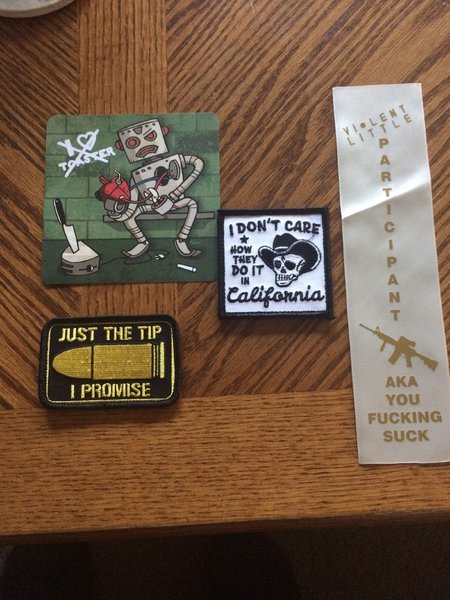 Y ♥
TOASTER
I DON'T CARE
HOW
THEY
DO IT
IN
California
JUST THE TIP
I PROMISE
VIOLENT
LITTLE
PARTICIPANT
AKA
YOU
FUCKING
SUCK